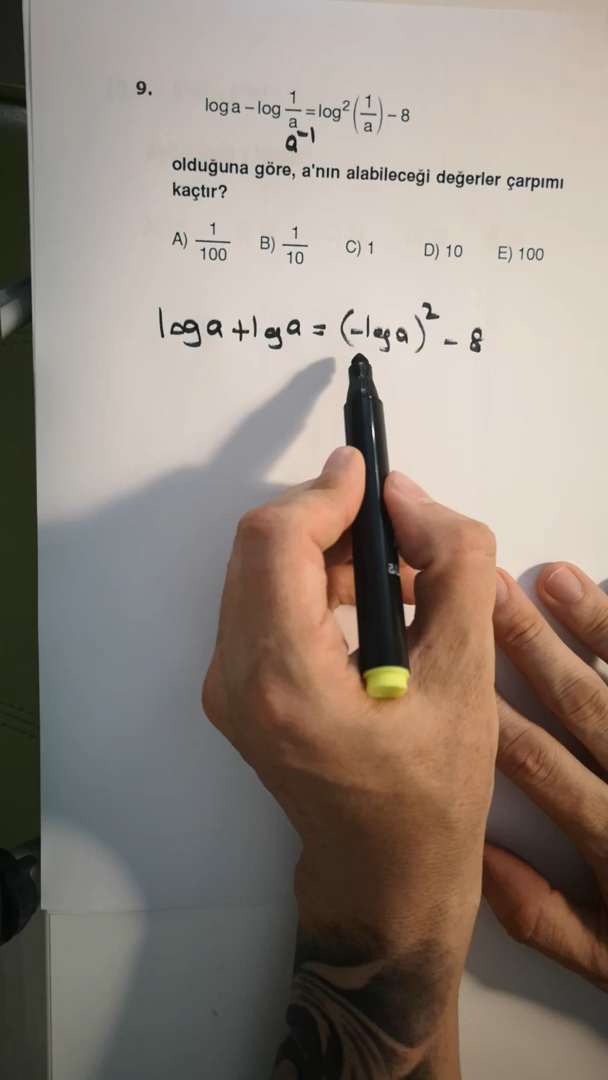 9.
log a – log 1/a = log² (1/a) – 8
a⁻¹
olduğuna göre, a'nın alabileceği değerler çarpımı
kaçtır?
A) 1/100 B) 1/10 C) 1 D) 10 E) 100
log a + log a = (-log a)² - 8